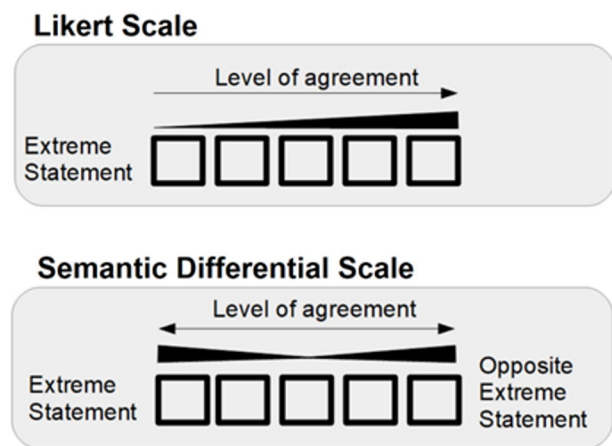 Likert Scale
Level of agreement
Extreme
Statement
Semantic Differential Scale
Level of agreement
Extreme
Statement
Opposite
Extreme
Statement